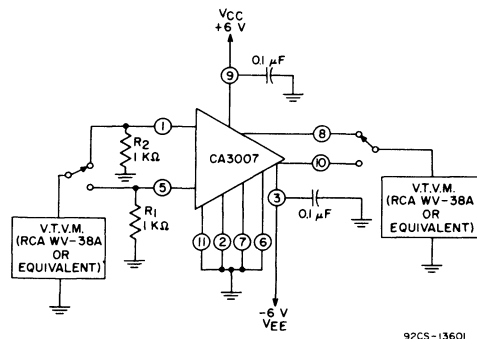 VCC
+6 V
0.1 μF
9
1
8
R2
1 KΩ
CA3007
10
5
3
R1
1 KΩ
0.1 μF
V.T.V.M.
(RCA WV-38A
OR
EQUIVALENT)
11
2
7
6
V.T.V.M.
(RCA WV-38A
OR
EQUIVALENT)
-6 V
VEE
92CS-13601